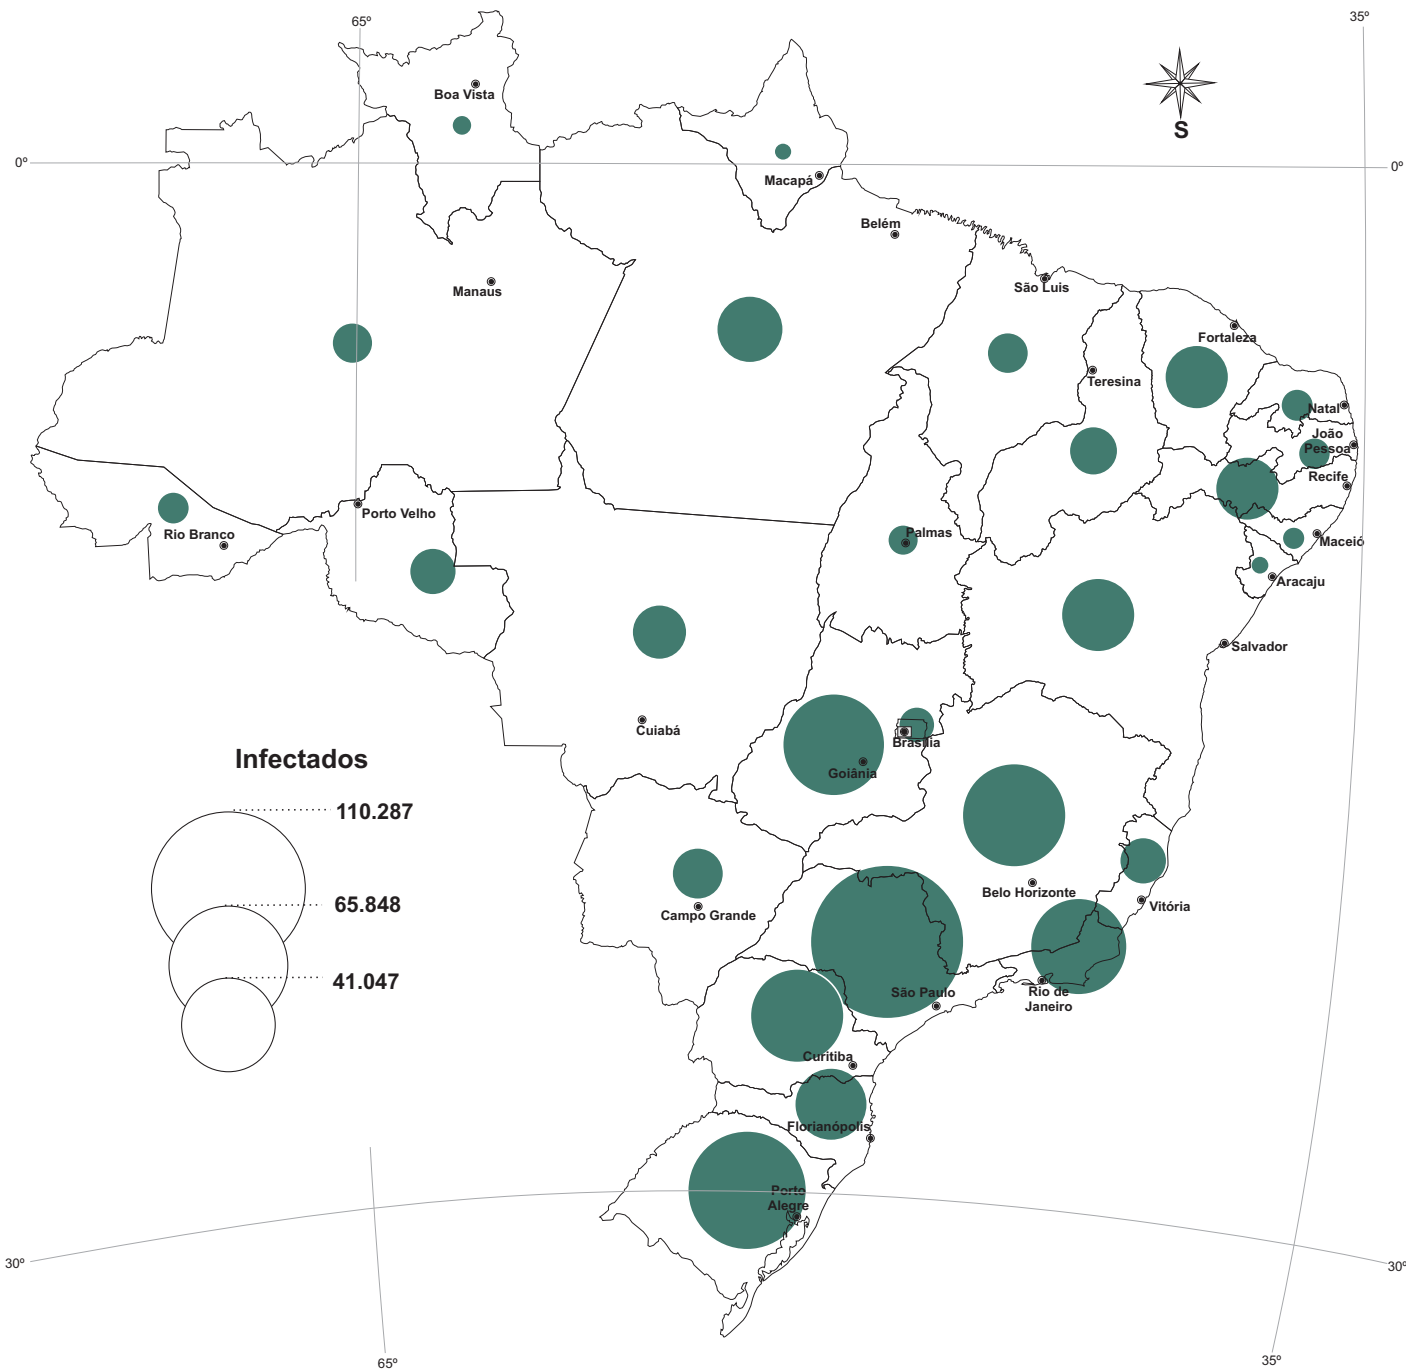 65º
35º
Boa Vista
S
0º
0º
Macapá
Belém
Manaus
São Luis
Fortaleza
Teresina
Natal
João
Pessoa
Recife
Porto Velho
Rio Branco
Palmas
Maceió
Aracaju
Salvador
Cuiabá
Brasília
Goiânia
Infectados
110.287
65.848
41.047
Belo Horizonte
Vitória
Campo Grande
São Paulo
Rio de
Janeiro
Curitiba
Florianópolis
Porto
Alegre
30º
30º
65º
35º